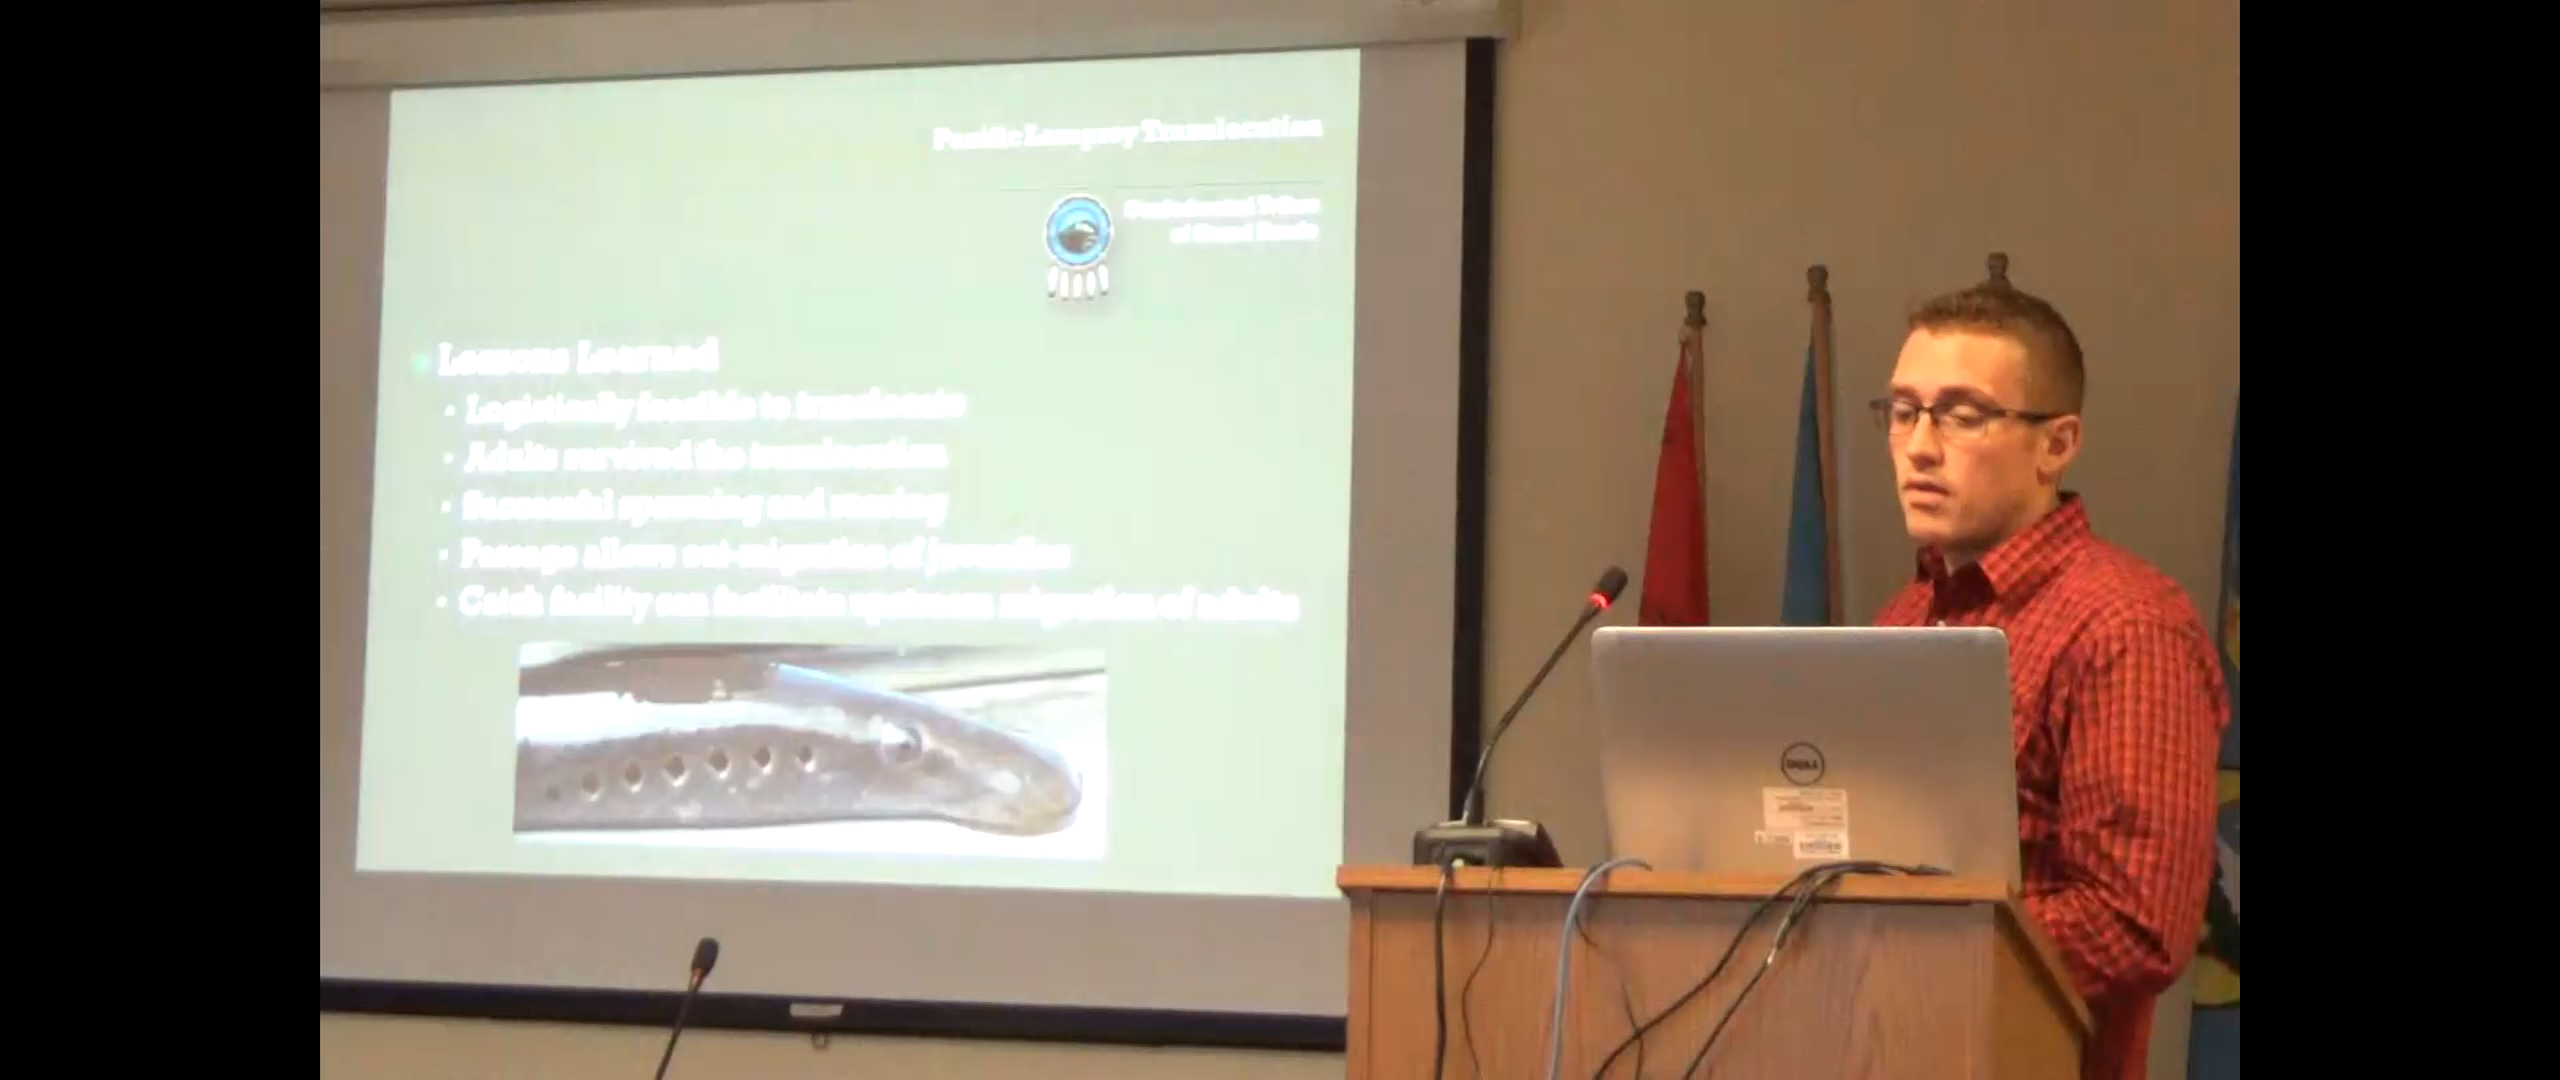 Pacific Lamprey Translocation
Confederated Tribes
of Grand Ronde
Lessons Learned
• Logistically feasible to translocate
• Adults survived the translocation
• Successful spawning and rearing
• Passage allows out-migration of juveniles
• Catch facility can facilitate upstream migration of adults
DELL